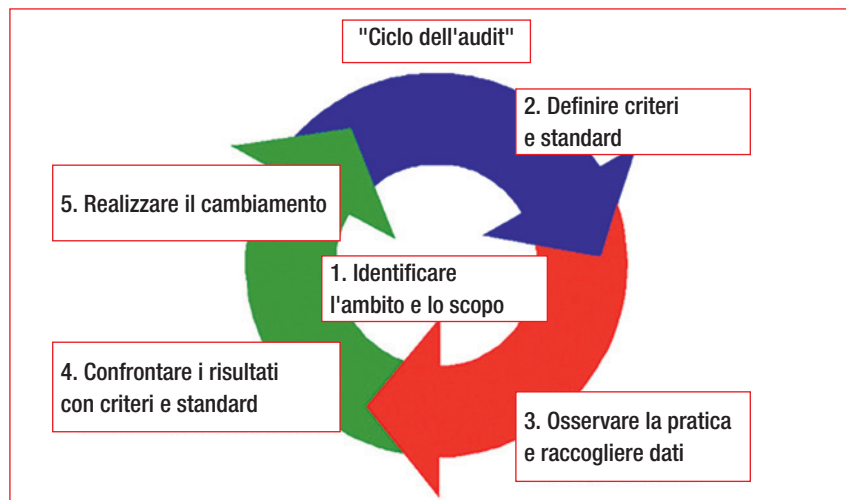 "Ciclo dell'audit"
2. Definire criteri
e standard
5. Realizzare il cambiamento
1. Identificare
l'ambito e lo scopo
4. Confrontare i risultati
con criteri e standard
3. Osservare la pratica
e raccogliere dati